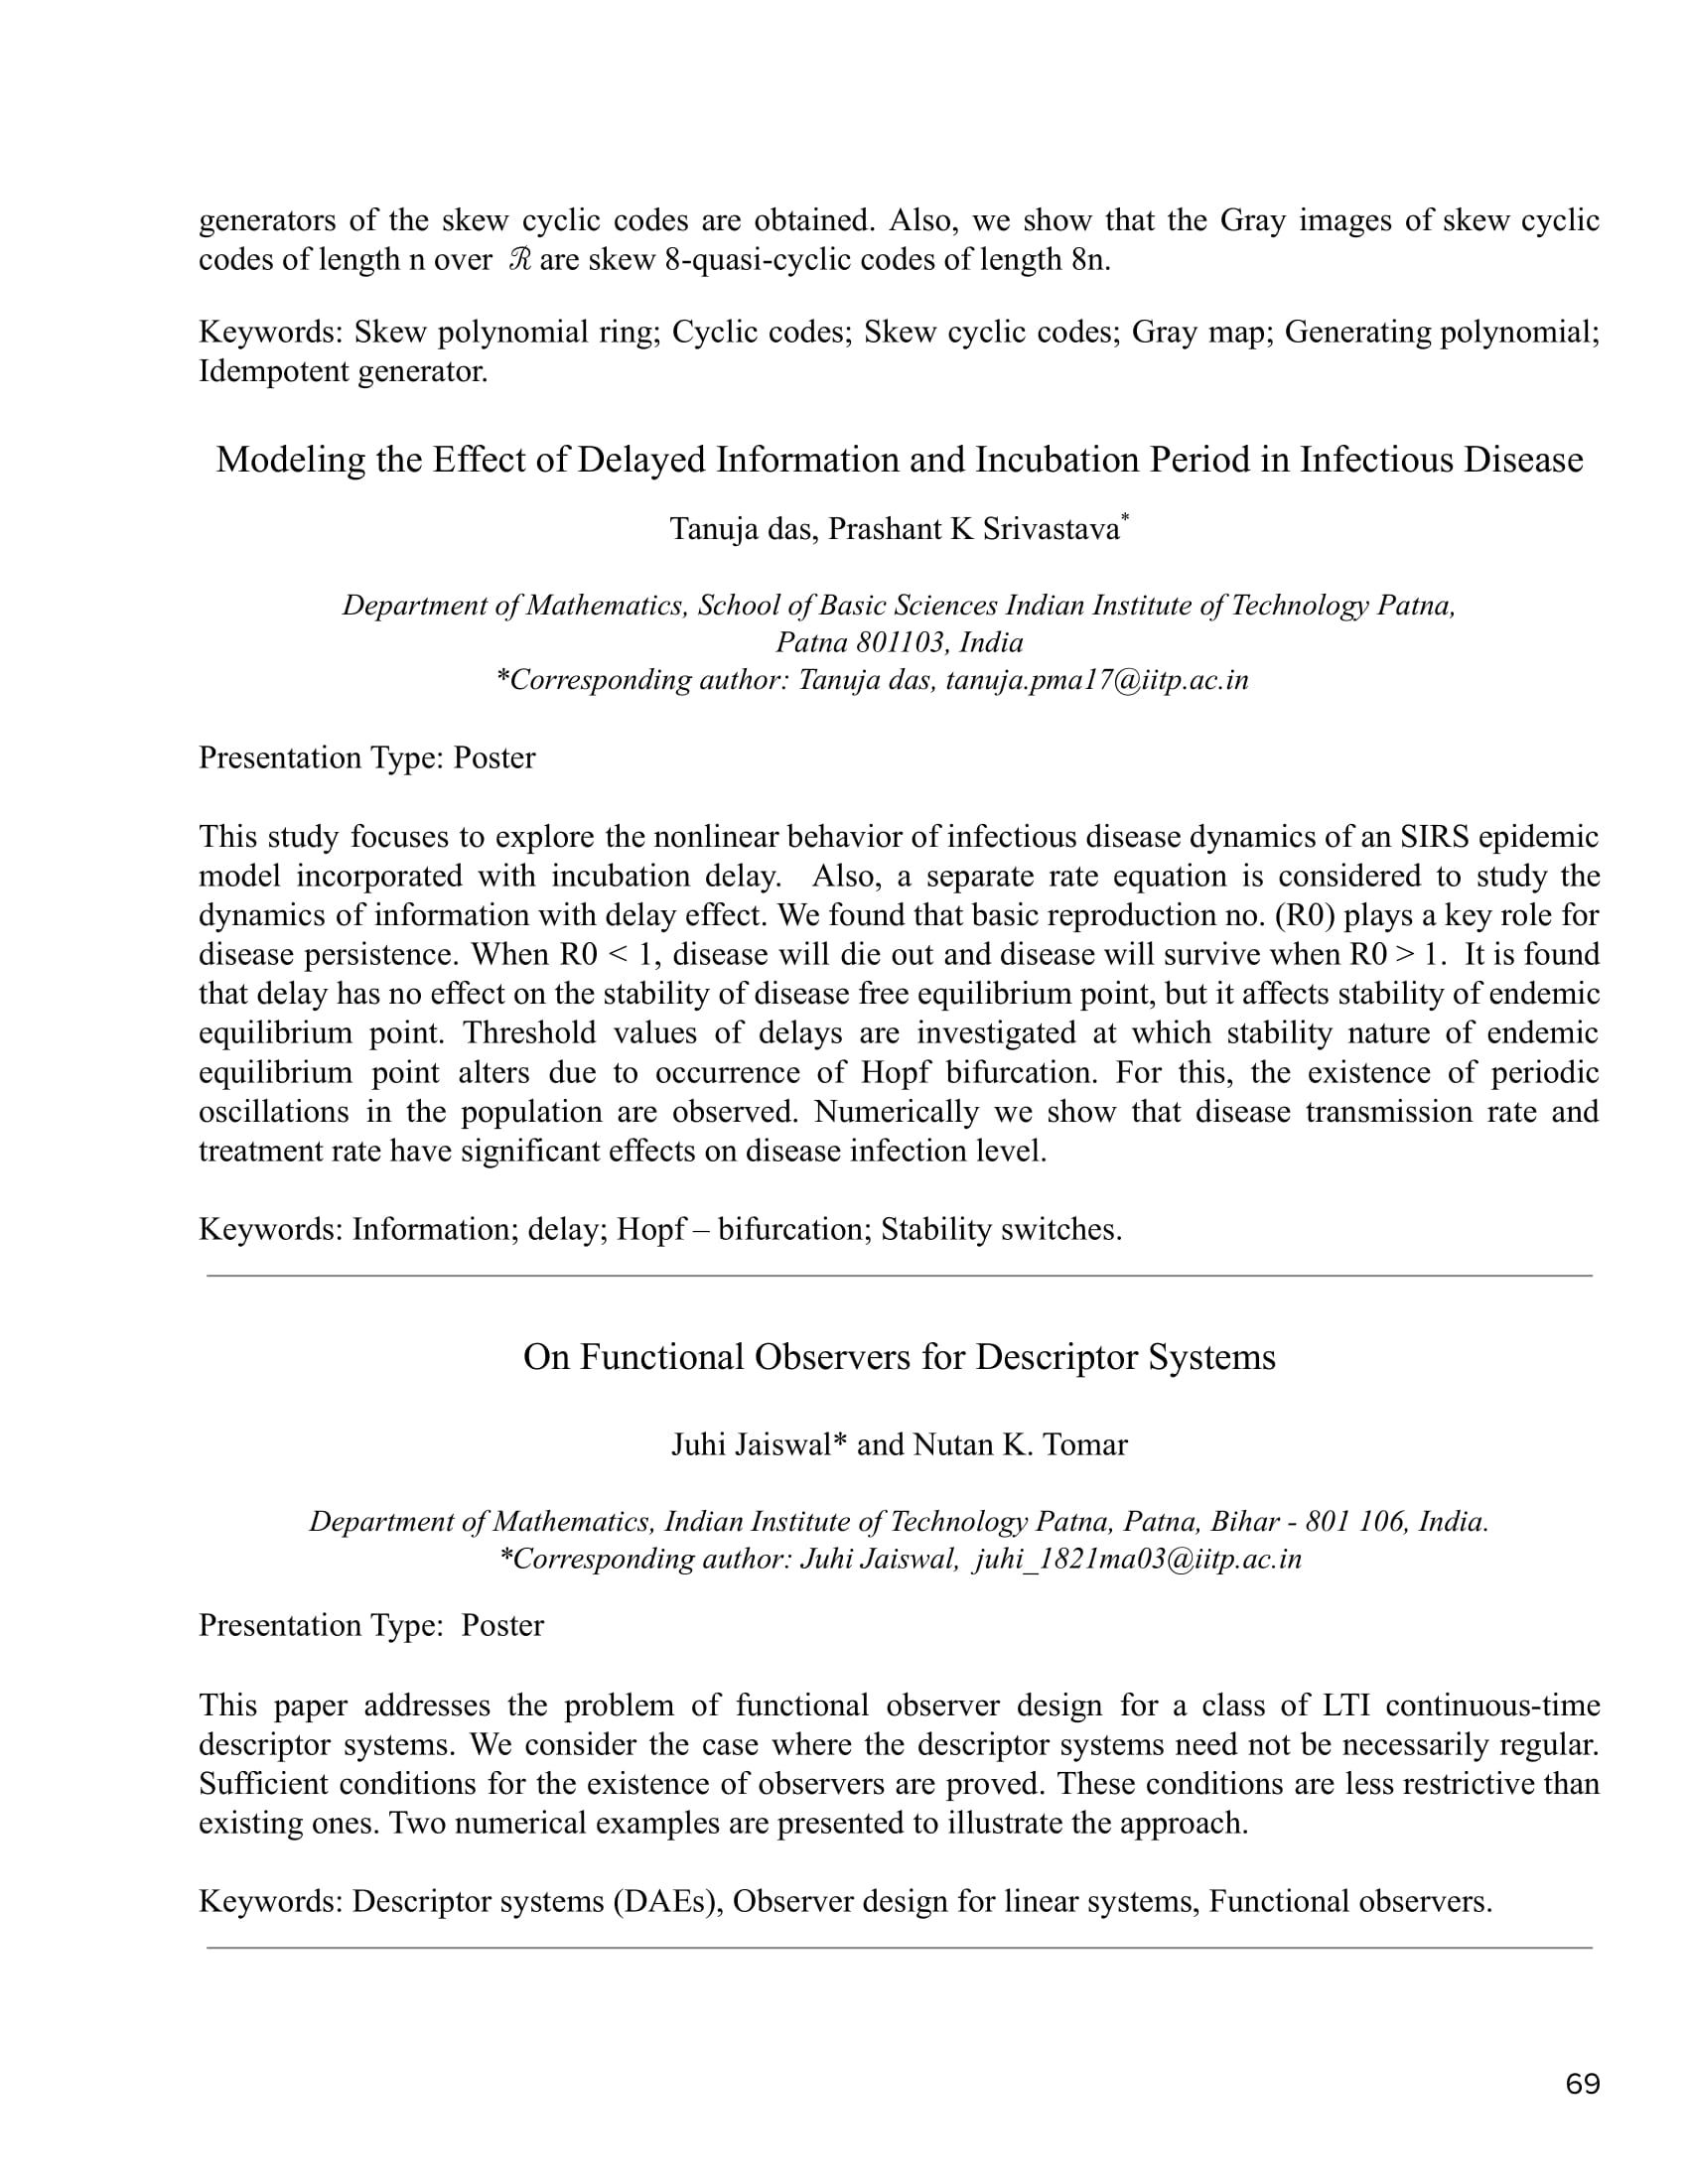 generators of the skew cyclic codes are obtained. Also, we show that the Gray images of skew cyclic
codes of length n over ℛ are skew 8-quasi-cyclic codes of length 8n.
Keywords: Skew polynomial ring; Cyclic codes; Skew cyclic codes; Gray map; Generating polynomial;
Idempotent generator.
Modeling the Effect of Delayed Information and Incubation Period in Infectious Disease
Tanuja das, Prashant K Srivastava*
Department of Mathematics, School of Basic Sciences Indian Institute of Technology Patna,
Patna 801103, India
*Corresponding author: Tanuja das, tanuja.pma17@iitp.ac.in
Presentation Type: Poster
This study focuses to explore the nonlinear behavior of infectious disease dynamics of an SIRS epidemic
model incorporated with incubation delay. Also, a separate rate equation is considered to study the
dynamics of information with delay effect. We found that basic reproduction no. (R0) plays a key role for
disease persistence. When R0 < 1, disease will die out and disease will survive when R0 > 1. It is found
that delay has no effect on the stability of disease free equilibrium point, but it affects stability of endemic
equilibrium point. Threshold values of delays are investigated at which stability nature of endemic
equilibrium point alters due to occurrence of Hopf bifurcation. For this, the existence of periodic
oscillations in the population are observed. Numerically we show that disease transmission rate and
treatment rate have significant effects on disease infection level.
Keywords: Information; delay; Hopf – bifurcation; Stability switches.
On Functional Observers for Descriptor Systems
Juhi Jaiswal* and Nutan K. Tomar
Department of Mathematics, Indian Institute of Technology Patna, Patna, Bihar - 801 106, India.
*Corresponding author: Juhi Jaiswal, juhi_1821ma03@iitp.ac.in
Presentation Type: Poster
This paper addresses the problem of functional observer design for a class of LTI continuous-time
descriptor systems. We consider the case where the descriptor systems need not be necessarily regular.
Sufficient conditions for the existence of observers are proved. These conditions are less restrictive than
existing ones. Two numerical examples are presented to illustrate the approach.
Keywords: Descriptor systems (DAEs), Observer design for linear systems, Functional observers.
69